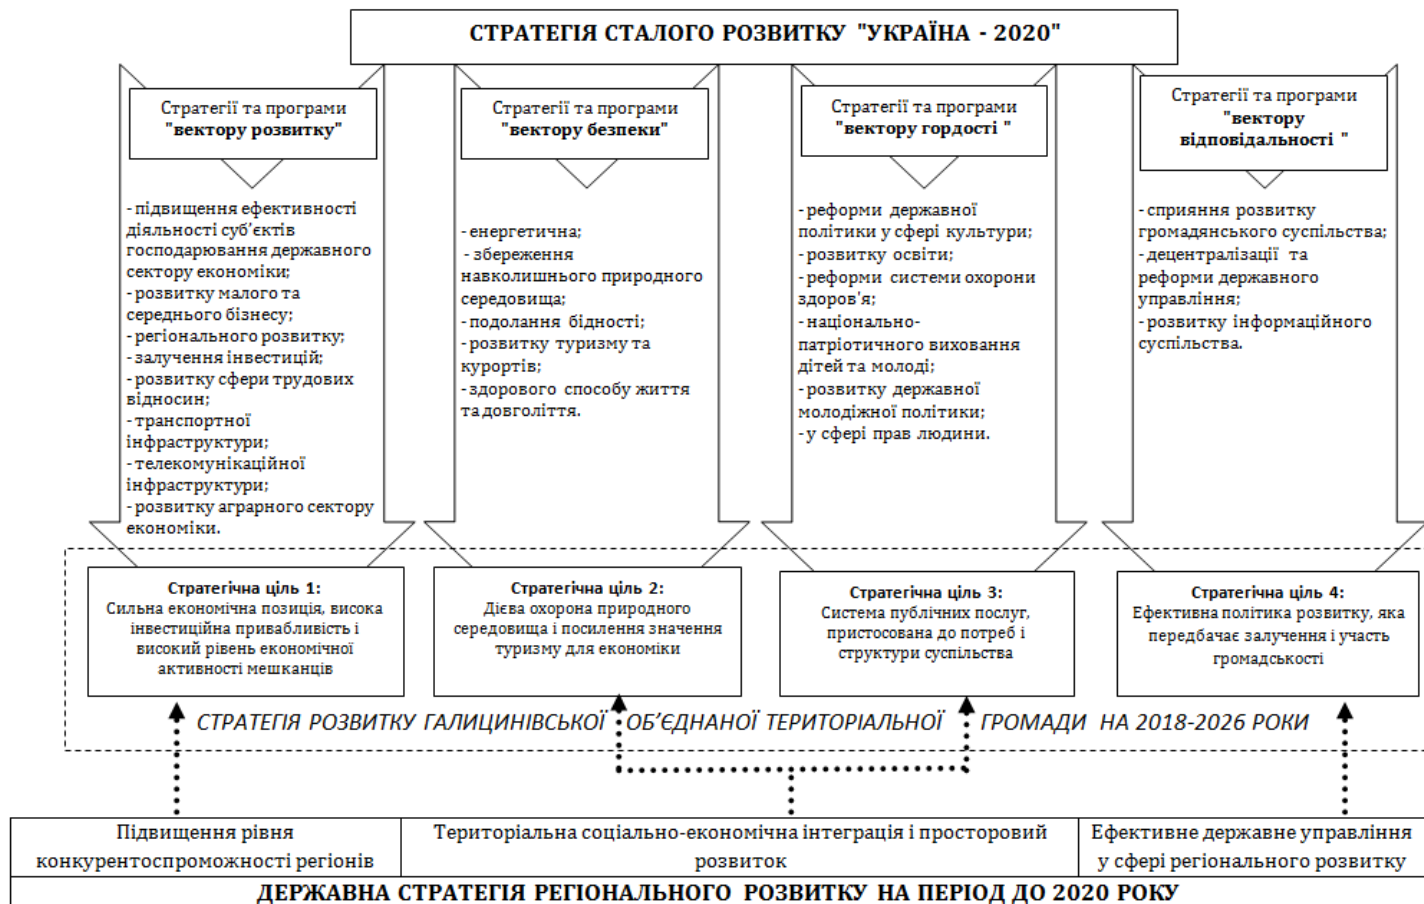 СТРАТЕГІЯ СТАЛОГО РОЗВИТКУ "УКРАЇНА - 2020"
Стратегії та програми
"вектору розвитку"
- підвищення ефективності
діяльності суб'єктів
господарювання державного
сектору економіки;
- розвитку малого та
середнього бізнесу;
- регіонального розвитку;
- залучення інвестицій;
- розвитку сфери трудових
відносин;
- транспортної
інфраструктури;
- телекомунікаційної
інфраструктури;
- розвитку аграрного сектору
економіки.
Стратегії та програми
"вектору безпеки"
- енергетична;
- збереження
навколишнього природного
середовища;
- подолання бідності;
- розвитку туризму та
курортів;
- здорового способу життя
та довголіття.
Стратегії та програми
"вектору гордості "
- реформи державної
політики у сфері культури;
- розвитку освіти;
- реформи системи охорони
здоров'я;
- національно-
патріотичного виховання
дітей та молоді;
- розвитку державної
молодіжної політики;
- у сфері прав людини.
Стратегії та програми
"вектору
відповідальності "
- сприяння розвитку
громадянського суспільства;
- децентралізації та
реформи державного
управління;
- розвитку інформаційного
суспільства.
Стратегічна ціль 1:
Сильна економічна позиція, висока
інвестиційна привабливість і
високий рівень економічної
активності мешканців
Стратегічна ціль 2:
Дієва охорона природного
середовища і посилення значення
туризму для економіки
Стратегічна ціль 3:
Система публічних послуг,
пристосована до потреб і
структури суспільства
Стратегічна ціль 4:
Ефективна політика розвитку, яка
передбачає залучення і участь
громадськості
СТРАТЕГІЯ РОЗВИТКУ ГАЛИЦИНІВСЬКОЇ ОБ'ЄДНАНОЇ ТЕРИТОРІАЛЬНОЇ ГРОМАДИ НА 2018-2026 РОКИ
Підвищення рівня
конкурентоспроможності регіонів
Територіальна соціально-економічна інтеграція і просторовий
розвиток
Ефективне державне управління
у сфері регіонального розвитку
ДЕРЖАВНА СТРАТЕГІЯ РЕГІОНАЛЬНОГО РОЗВИТКУ НА ПЕРІОД ДО 2020 РОКУ